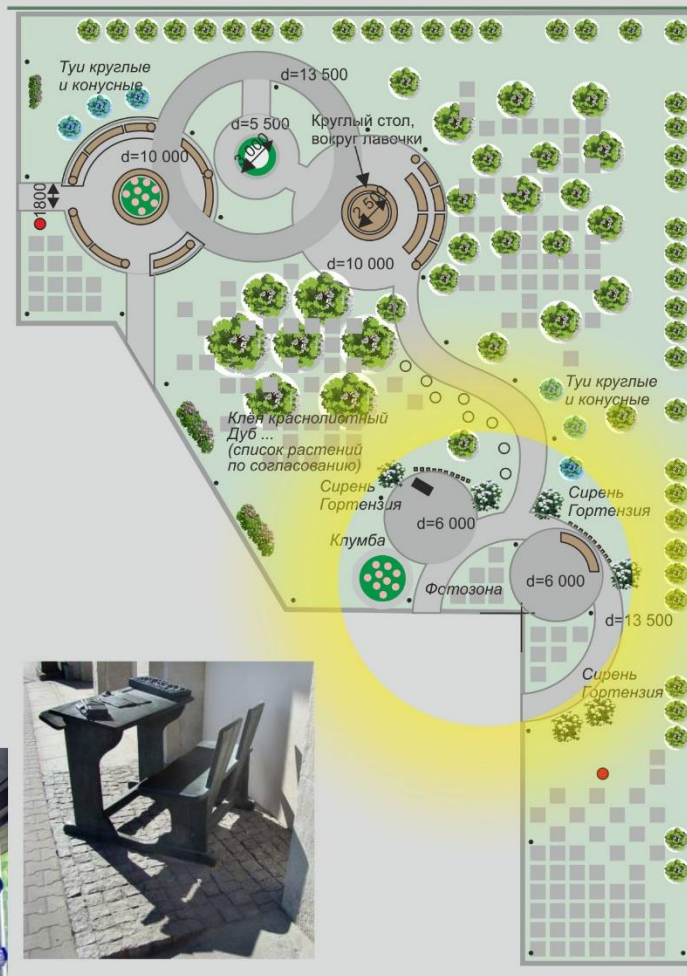 Туи круглые
и конусные
d=13 500
d=5 500
Круглый стол,
вокруг лавочки
d=10 000
1800
2 500
d=10 000
Туи круглые
и конусные
Клён краснолистный
Дуб ...
(список растений
по согласованию)
Сирень
Гортензия
Сирень
Гортензия
d=6 000
Клумба
Фотозона
d=6 000
d=13 500
Сирень
Гортензия